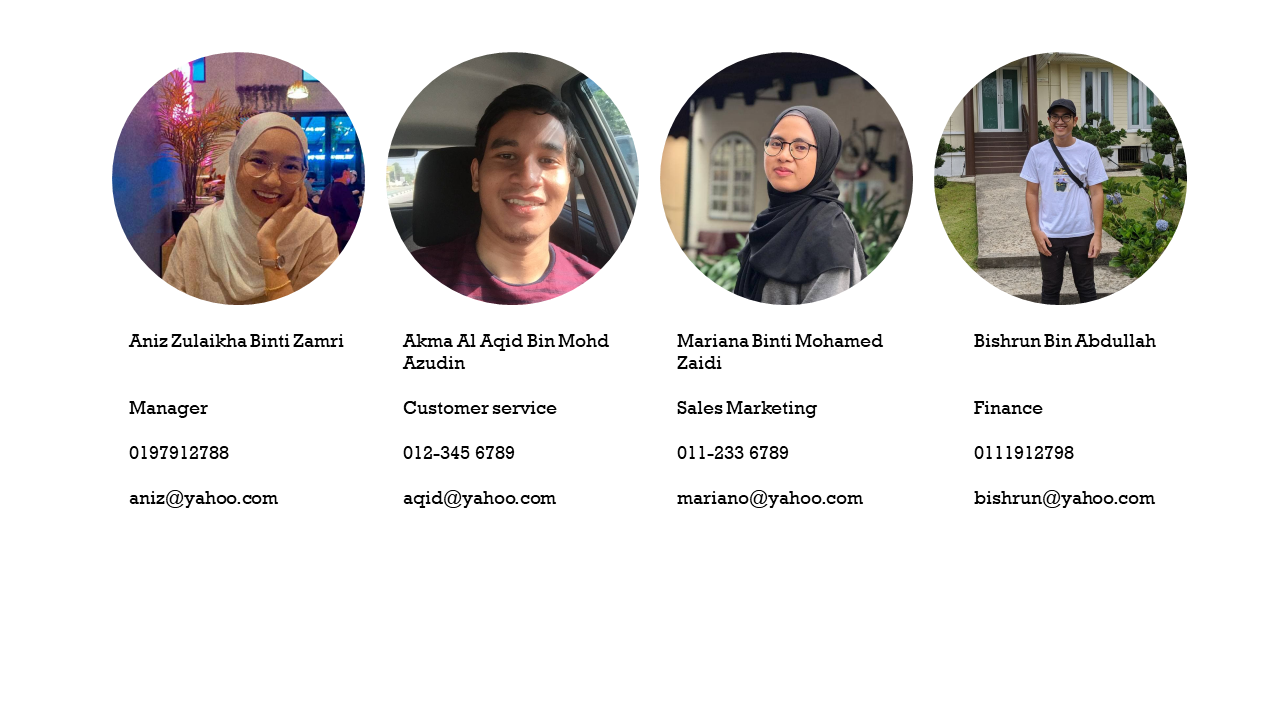 Aniz Zulaikha Binti Zamri
Manager
0197912788
aniz@yahoo.com
Akma Al Aqid Bin Mohd
Azudin
Customer service
012-345 6789
aqid@yahoo.com
Mariana Binti Mohamed
Zaidi
Sales Marketing
011-233 6789
mariano@yahoo.com
Bishrun Bin Abdullah
Finance
0111912798
bishrun@yahoo.com